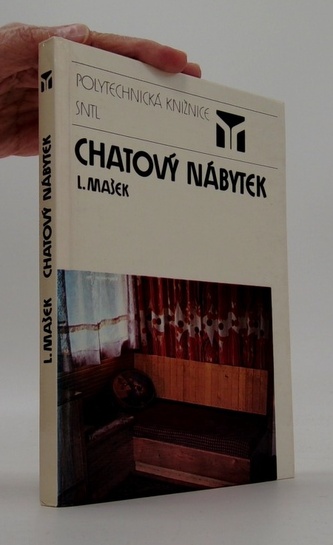 POLYTECHNICKÁ KNIŽNICE
SNTL
CHATOVÝ NÁBYTEK
L. MAŠEK
L. MAŠEK CHATOVÝ NÁBYTEK